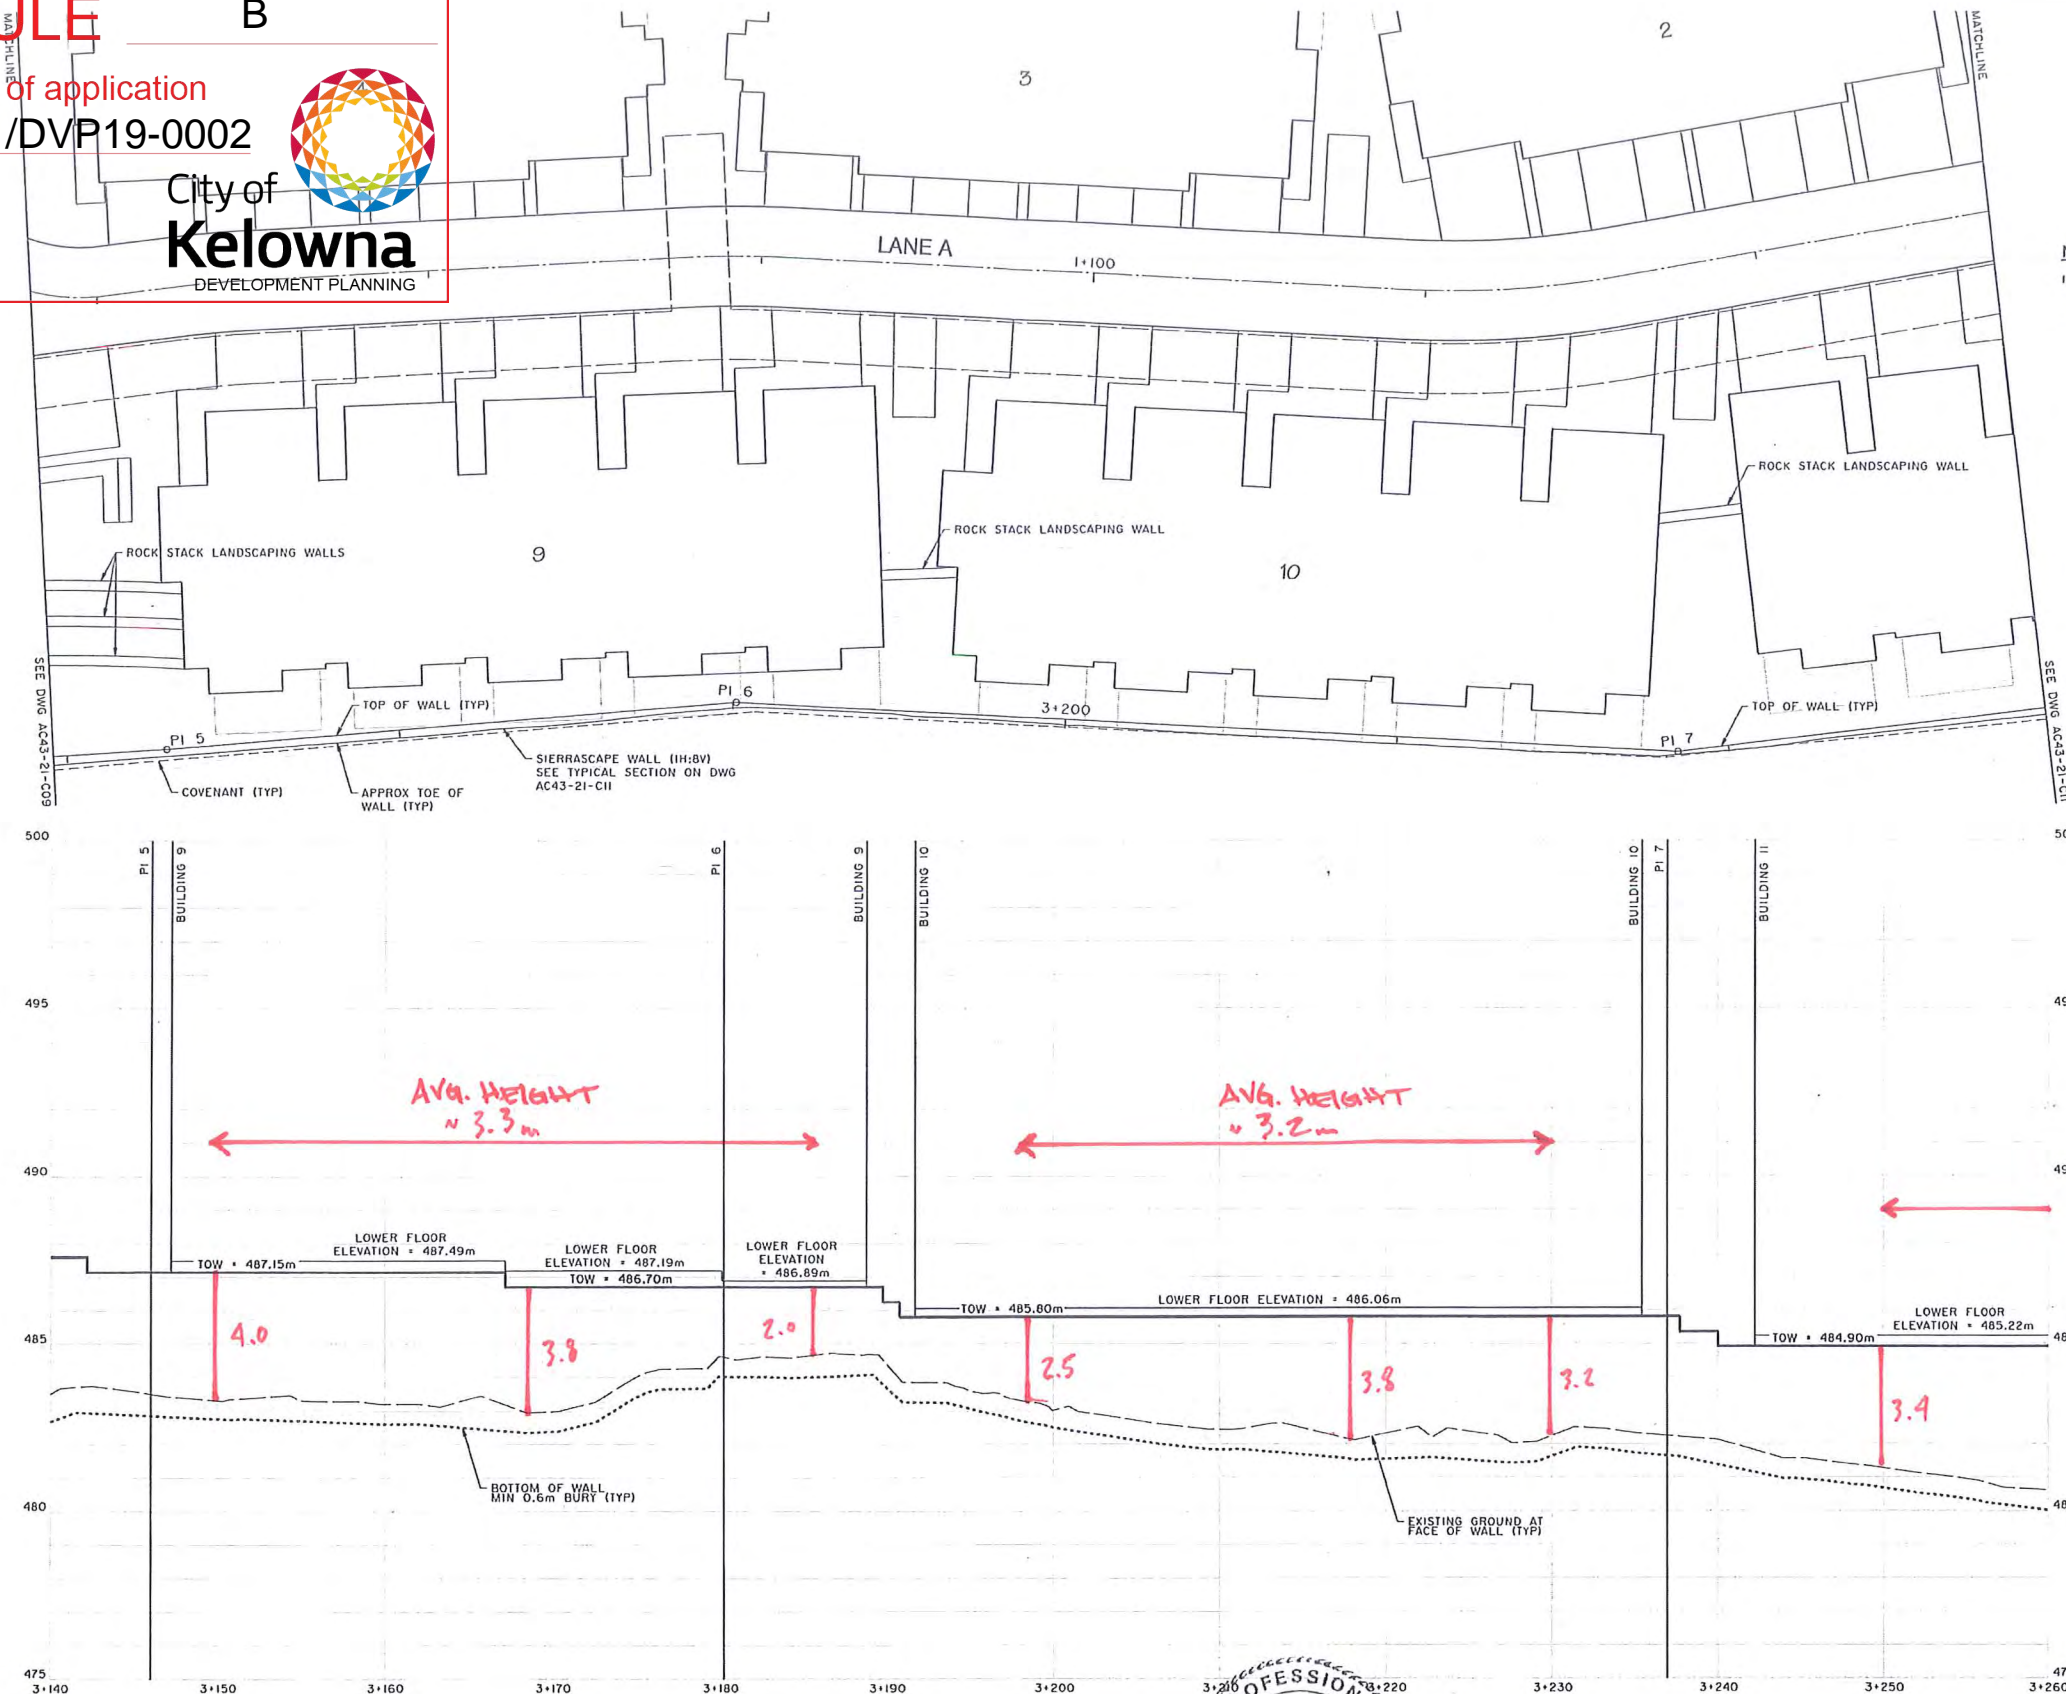 B
of application
/DVP19-0002
City of
Kelowna
DEVELOPMENT PLANNING
MATCHLINE
MATCHLINE
4
3
2
LANE A
1+100
ROCK STACK LANDSCAPING WALL
ROCK STACK LANDSCAPING WALL
ROCK STACK LANDSCAPING WALLS
9
10
SEE DWG AC43-21-C09
SEE DWG AC43-21-C11
PI 5
TOP OF WALL (TYP)
PI 6
3+200
PI 7
TOP OF WALL (TYP)
COVENANT (TYP)
APPROX TOE OF
WALL (TYP)
SIERRASCAPE WALL (1H:8V)
SEE TYPICAL SECTION ON DWG
AC43-21-C11
500
PI 5
BUILDING 9
PI 6
BUILDING 9
BUILDING 10
BUILDING 10
PI 7
BUILDING 11
495
AVG. HEIGHT
~ 3.3m
AVG. HEIGHT
~ 3.2m
490
LOWER FLOOR
ELEVATION = 487.49m
TOW = 487.15m
LOWER FLOOR
ELEVATION = 487.19m
TOW = 486.70m
LOWER FLOOR
ELEVATION
= 486.89m
TOW = 485.80m
LOWER FLOOR ELEVATION = 486.06m
LOWER FLOOR
ELEVATION = 485.22m
TOW = 484.90m
485
4.0
3.8
2.0
2.5
3.8
3.2
3.4
BOTTOM OF WALL
MIN 0.6m BURY (TYP)
EXISTING GROUND AT
FACE OF WALL (TYP)
480
475
3+140 3+150 3+160 3+170 3+180 3+190 3+200 3+210 3+220 3+230 3+240 3+250 3+260